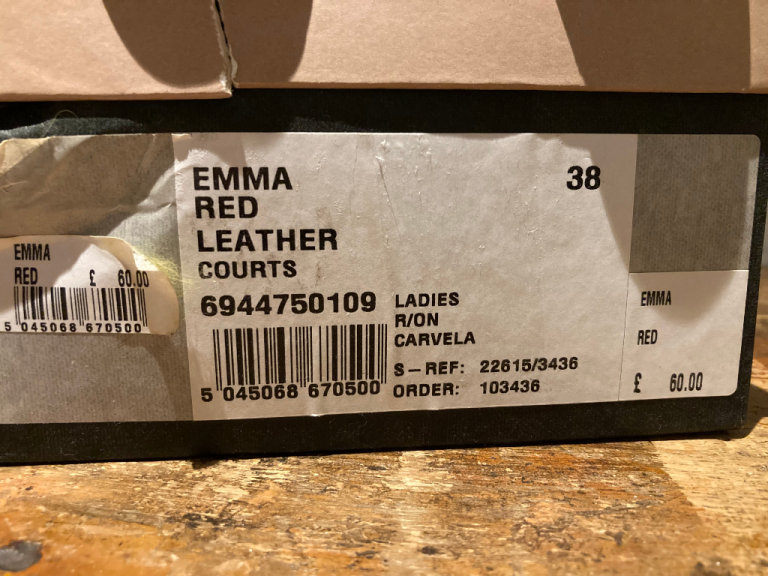 EMMA
RED
LEATHER
COURTS
38
6944750109
5 045068 670500
LADIES
R/ON
CARVELA
S-REF: 22615/3436
ORDER: 103436
EMMA
RED £ 60.00
5 045068 670500
EMMA
RED
£ 60.00